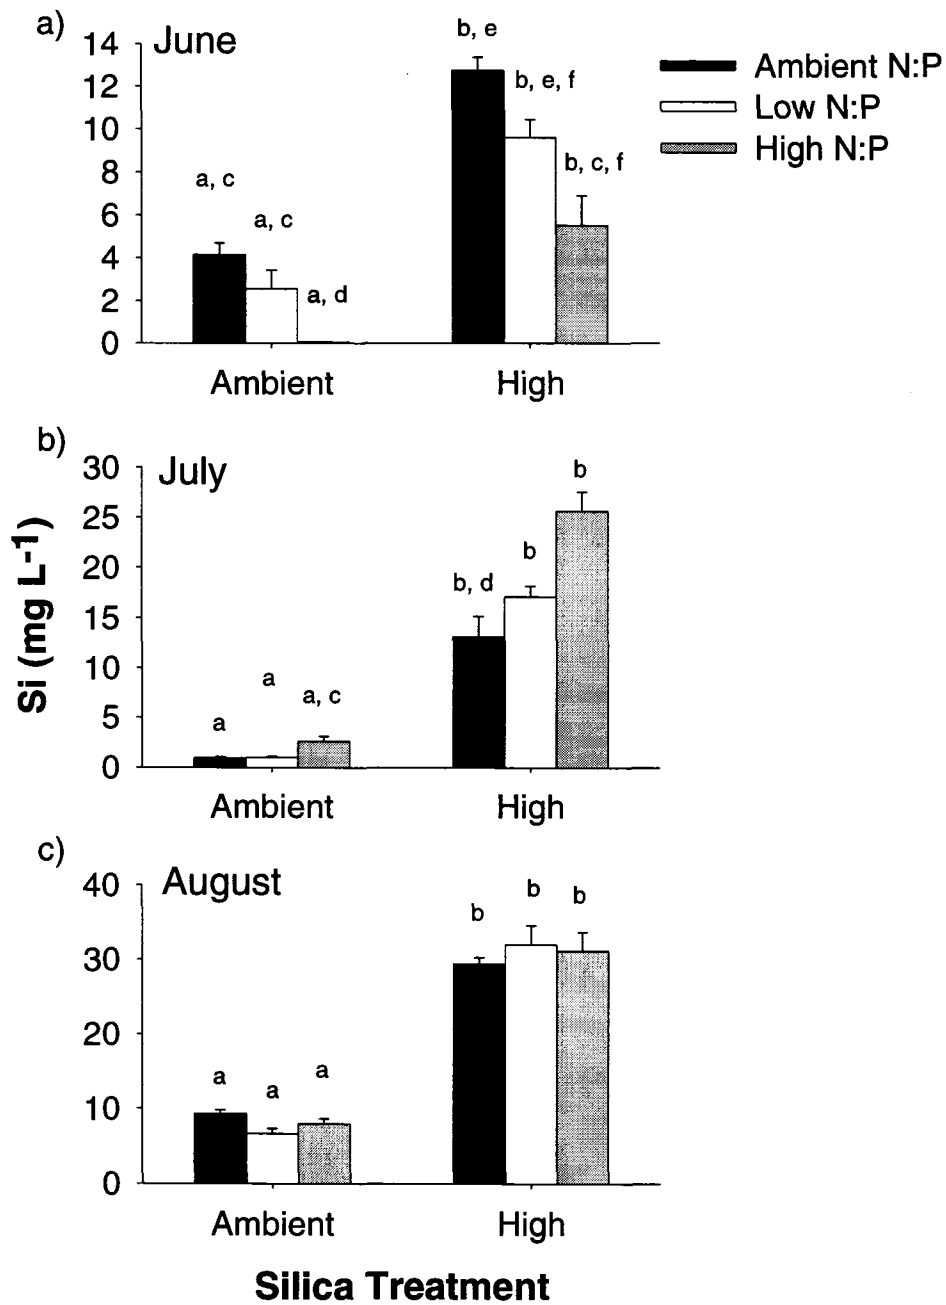 a)
June
14
12
10
8
6
4
2
0
a, c
a, c
a, d
b, e
b, e, f
b, c, f
Ambient
High
Ambient N:P
Low N:P
High N:P
b)
July
30
25
20
15
10
5
0
a
a
a, c
b, d
b
b
Ambient
High
Si (mg L-1)
c)
August
40
30
20
10
0
a
a
a
b
b
b
Ambient
High
Silica Treatment